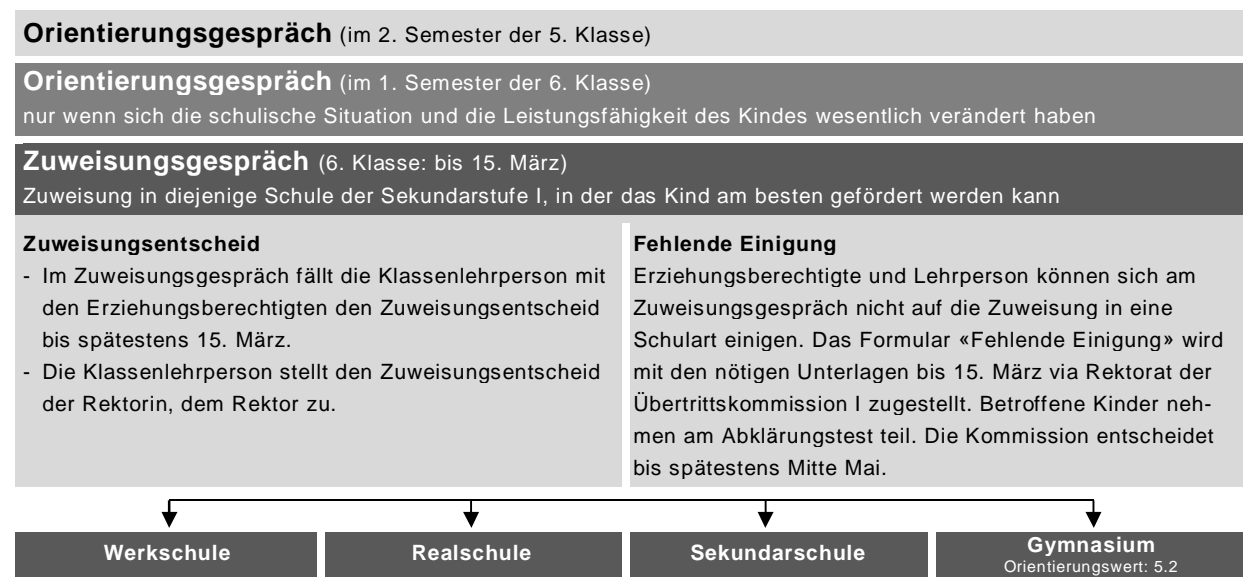 Orientierungsgespräch (im 2. Semester der 5. Klasse)
Orientierungsgespräch (im 1. Semester der 6. Klasse)
nur wenn sich die schulische Situation und die Leistungsfähigkeit des Kindes wesentlich verändert haben
Zuweisungsgespräch (6. Klasse: bis 15. März)
Zuweisung in diejenige Schule der Sekundarstufe I, in der das Kind am besten gefördert werden kann
Zuweisungsentscheid
- Im Zuweisungsgespräch fällt die Klassenlehrperson mit
den Erziehungsberechtigten den Zuweisungsentscheid
bis spätestens 15. März.
- Die Klassenlehrperson stellt den Zuweisungsentscheid
der Rektorin, dem Rektor zu.
Fehlende Einigung
Erziehungsberechtigte und Lehrperson können sich am
Zuweisungsgespräch nicht auf die Zuweisung in eine
Schulart einigen. Das Formular «Fehlende Einigung» wird
mit den nötigen Unterlagen bis 15. März via Rektorat der
Übertrittskommission I zugestellt. Betroffene Kinder neh-
men am Abklärungstest teil. Die Kommission entscheidet
bis spätestens Mitte Mai.
Werkschule
Realschule
Sekundarschule
Gymnasium
Orientierungswert: 5.2